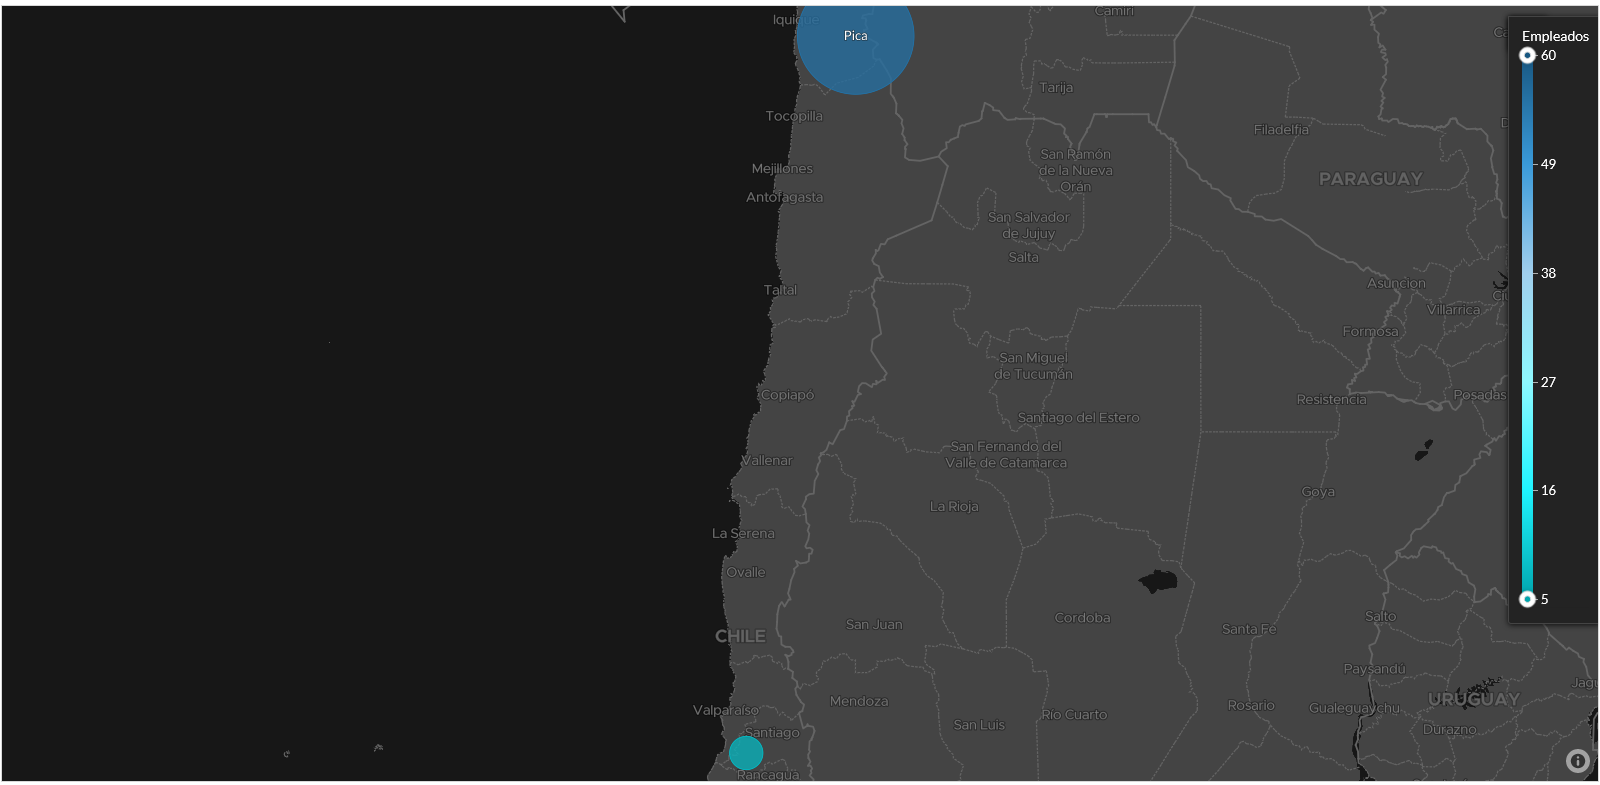 Iquique
Pica
Camiri
Empleados
60
Tarija
Tocopilla
Filadelfia
San Ramón
de la Nueva
Orán
Mejillones
49
PARAGUAY
Antofagasta
San Salvador
de Jujuy
Salta
38
Asuncion
Taltal
Villarrica
Formosa
San Miguel
de Tucumán
27
Copiapó
Resistencia
Posadas
Santiago del Estero
San Fernando del
Valle de Catamarca
Vallenar
16
Goya
La Rioja
La Serena
Ovalle
5
San Juan
Cordoba
Salto
Santa Fe
CHILE
Paysandú
Mendoza
URUGUAY
Valparaíso
San Luis
Río Cuarto
Rosario
Gualeguaychu
Durazno
Santiago
Rancagua